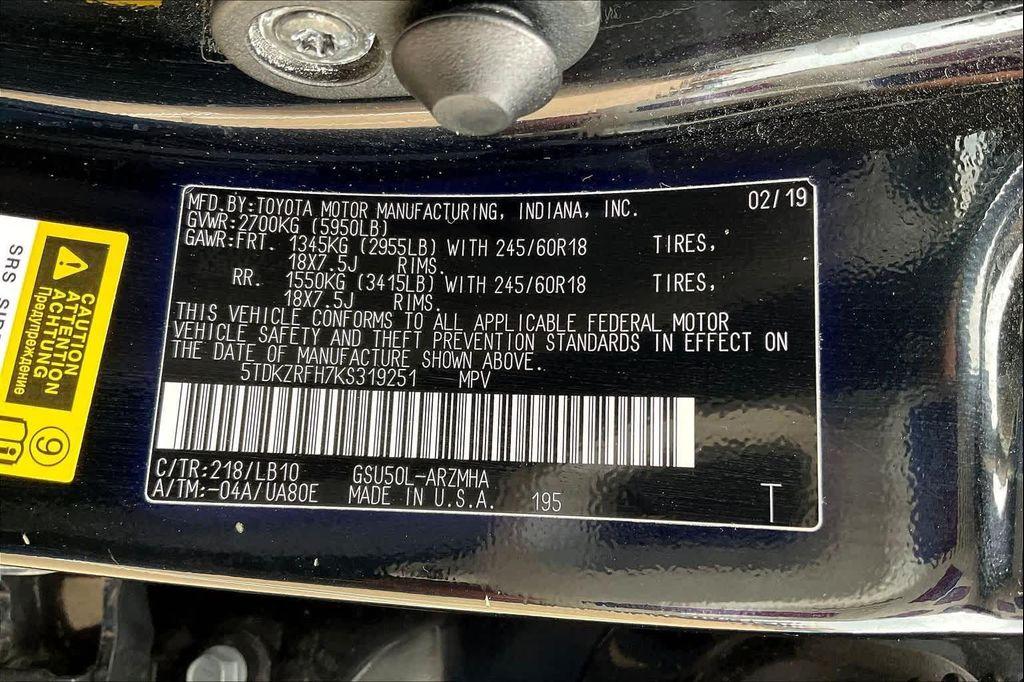 MFD.BY:TOYOTA MOTOR MANUFACTURING, INDIANA, INC. 02/19
GVWR:2700KG (5950LB)
GAWR:FRT. 1345KG (2955LB) WITH 245/60R18 TIRES,
18X7.5J RIMS.
RR. 1550KG (3415LB) WITH 245/60R18 TIRES,
18X7.5J RIMS.
THIS VEHICLE CONFORMS TO ALL APPLICABLE FEDERAL MOTOR
VEHICLE SAFETY AND THEFT PREVENTION STANDARDS IN EFFECT ON
THE DATE OF MANUFACTURE SHOWN ABOVE.
5TDKZRFH7KS319251 MPV
C/TR:218/LB10 GSU50L-ARZMHA
A/TM:-04A/UA80E MADE IN U.S.A. 195 T
CAUTION
ATTENTION
ACHTUNG
Предупреждение
9
SRS